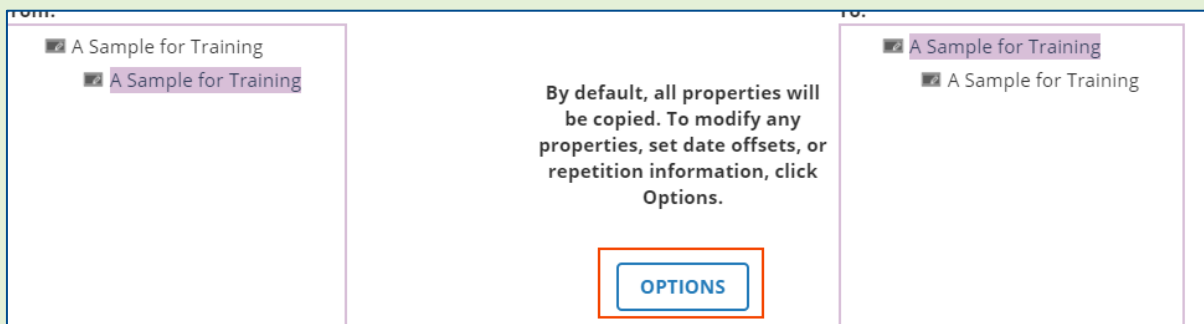 To:
A Sample for Training
A Sample for Training
By default, all properties will
be copied. To modify any
properties, set date offsets, or
repetition information, click
Options.
OPTIONS
A Sample for Training
A Sample for Training